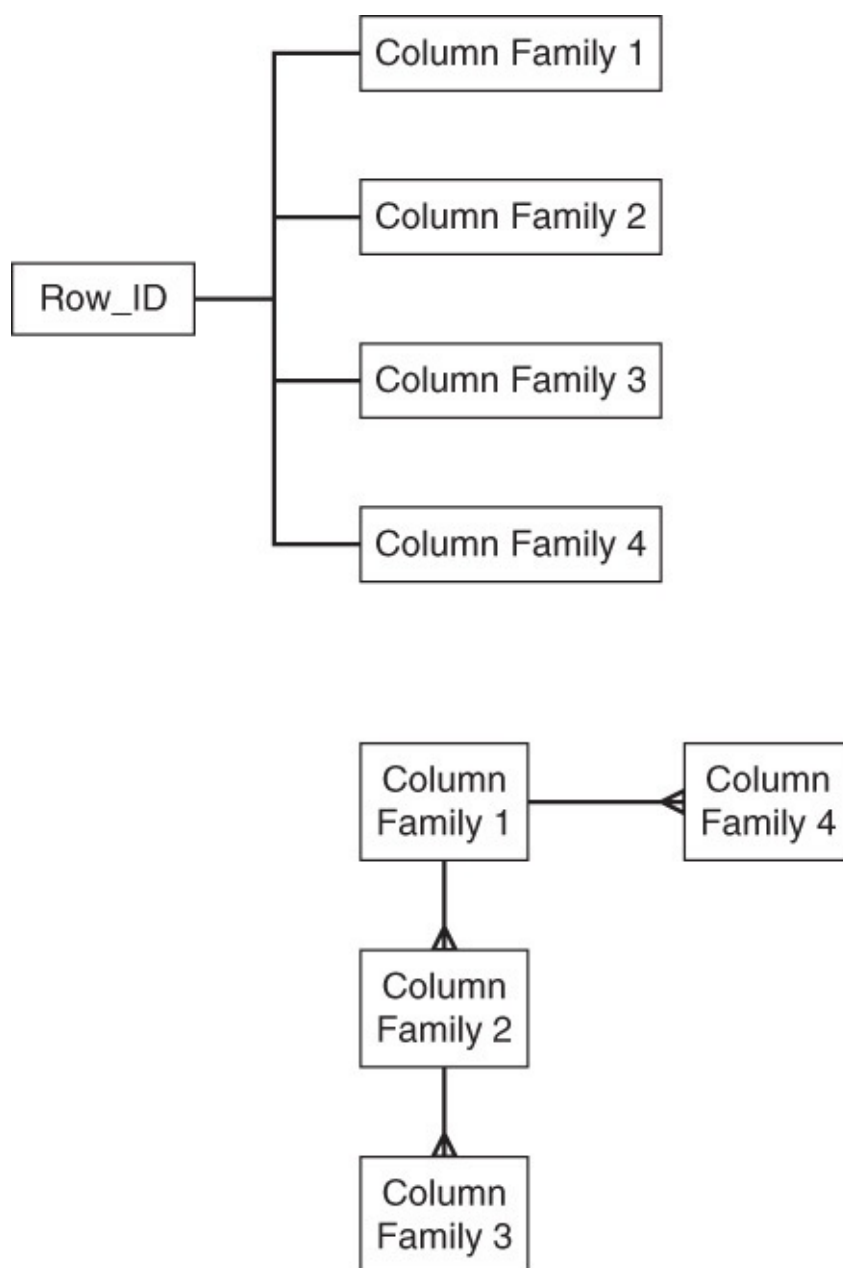 Column Family 1
Column Family 2
Row_ID
Column Family 3
Column Family 4
Column
Family 1
Column
Family 4
Column
Family 2
Column
Family 3